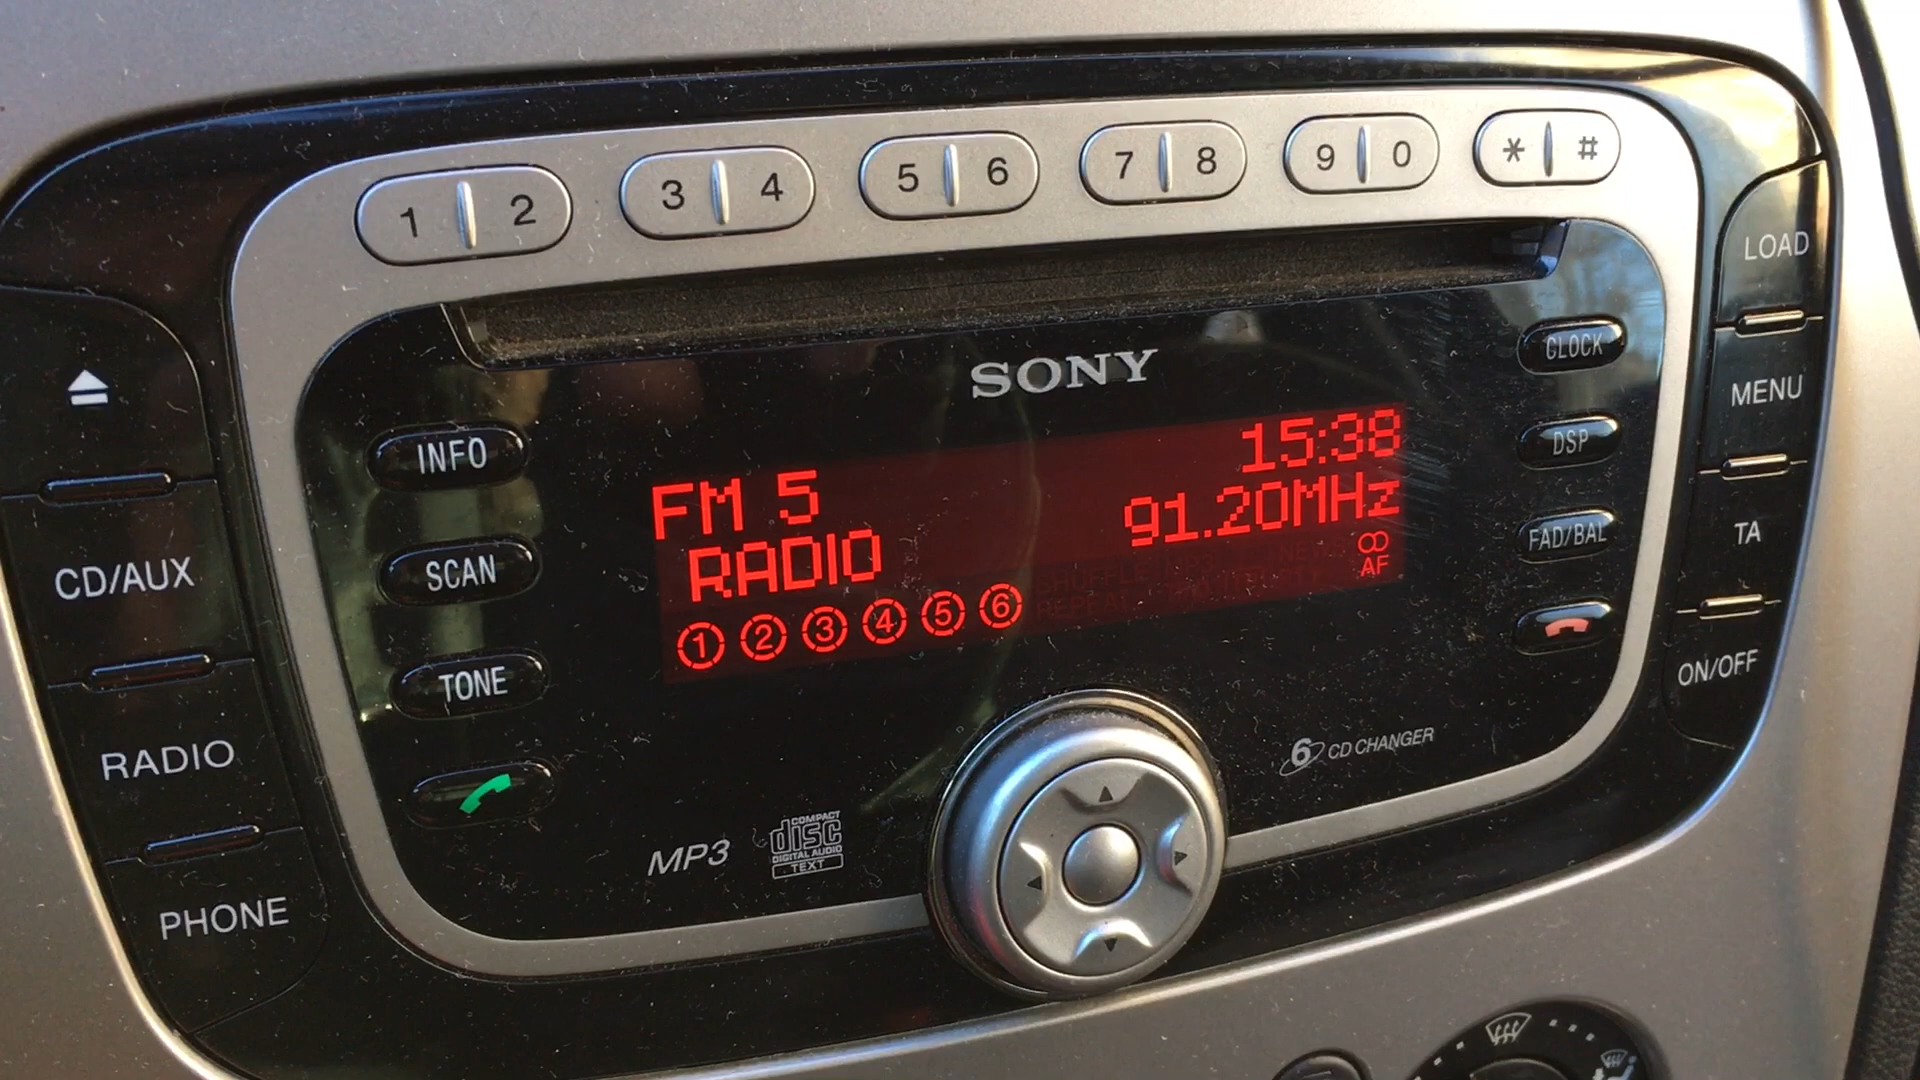 1 2 3 4 5 6 7 8 9 0 * #
LOAD
SONY
CLOCK
MENU
INFO
15:38
DSP
FM 5
91.20MHz
CD/AUX
SCAN
RADIO
AF
FAD/BAL
TA
1 2 3 4 5 6
SHUFFLE
REPEAT
TONE
ON/OFF
RADIO
6 CD CHANGER
MP3
COMPACT
disc
DIGITAL AUDIO
TEXT
PHONE